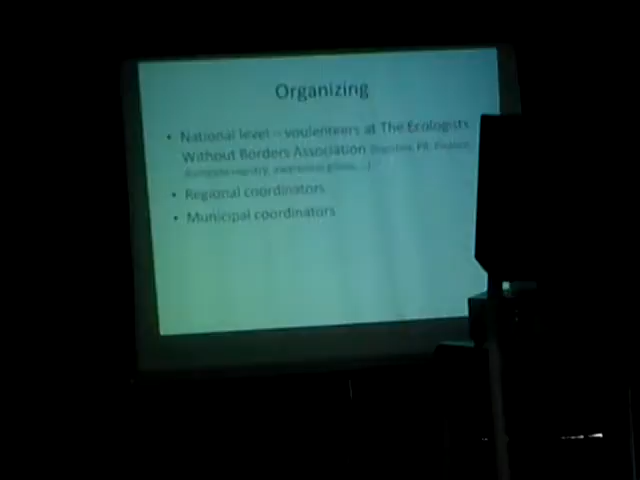 Organizing
• National level – voulenteers at The Ecologists
Without Borders Association
• Regional coordinators
• Municipal coordinators